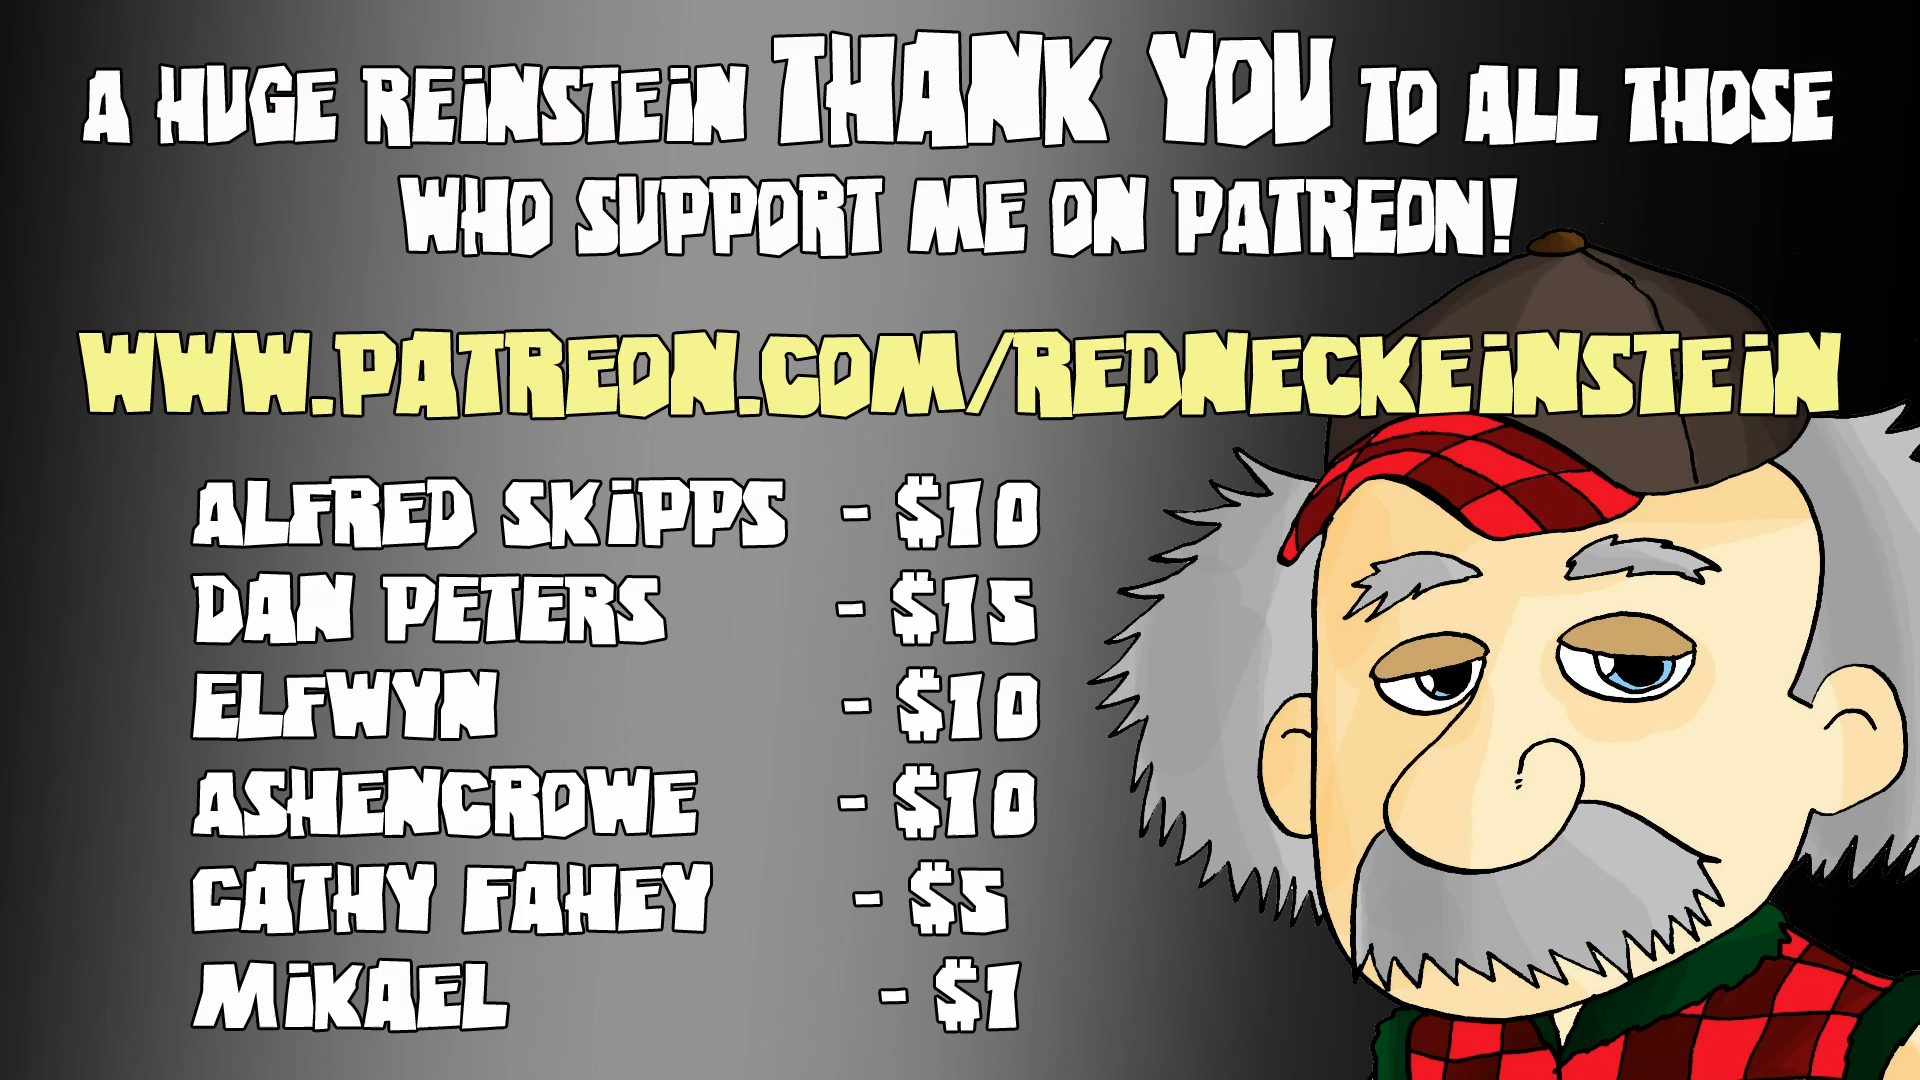 A HUGE REINSTEIN THANK YOU TO ALL THOSE
WHO SUPPORT ME ON PATREON!
WWW.PATREON.COM/REDNECKEINSTEIN
ALFRED SKIPPS - $10
DAN PETERS - $15
ELFWYN - $10
ASHENCROWE - $10
CATHY FAHEY - $5
MIKAEL - $1